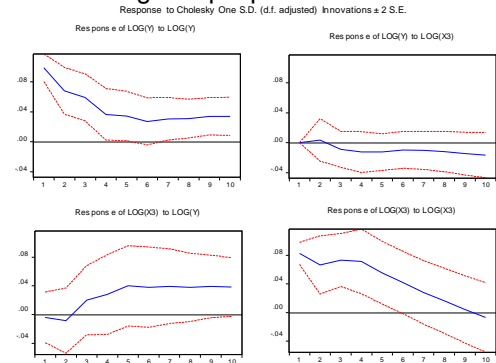 Response to Cholesky One S.D. (d.f. adjusted) Innovations ± 2 S.E.
Response of LOG(Y) to LOG(Y)
Response of LOG(Y) to LOG(X3)
.08
.04
.00
-.04
1 2 3 4 5 6 7 8 9 10
.08
.04
.00
-.04
1 2 3 4 5 6 7 8 9 10
Response of LOG(X3) to LOG(Y)
Response of LOG(X3) to LOG(X3)
.08
.04
.00
-.04
1 2 3 4 5 6 7 8 9 10
.08
.04
.00
-.04
1 2 3 4 5 6 7 8 9 10